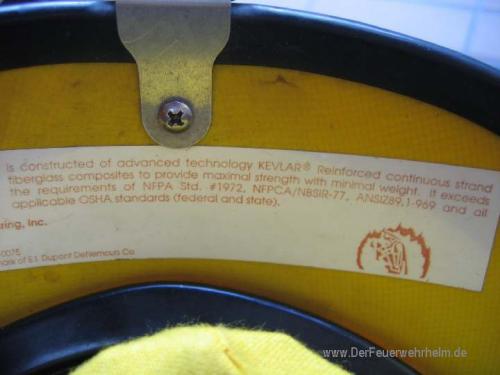 is constructed of advanced technology KEVLAR® Reinforced continuous strand
fiberglass composites to provide maximal strength with minimal weight. It exceeds
the requirements of NFPA Std. #1972, NFPCA/NBSIR-77, ANSIZ89.1-969 and all
applicable OSHA standards (federal and state).
ring, Inc.
0075
mark of E.I. Dupont DeNemous Co
www.DerFeuerwehrhelm.de